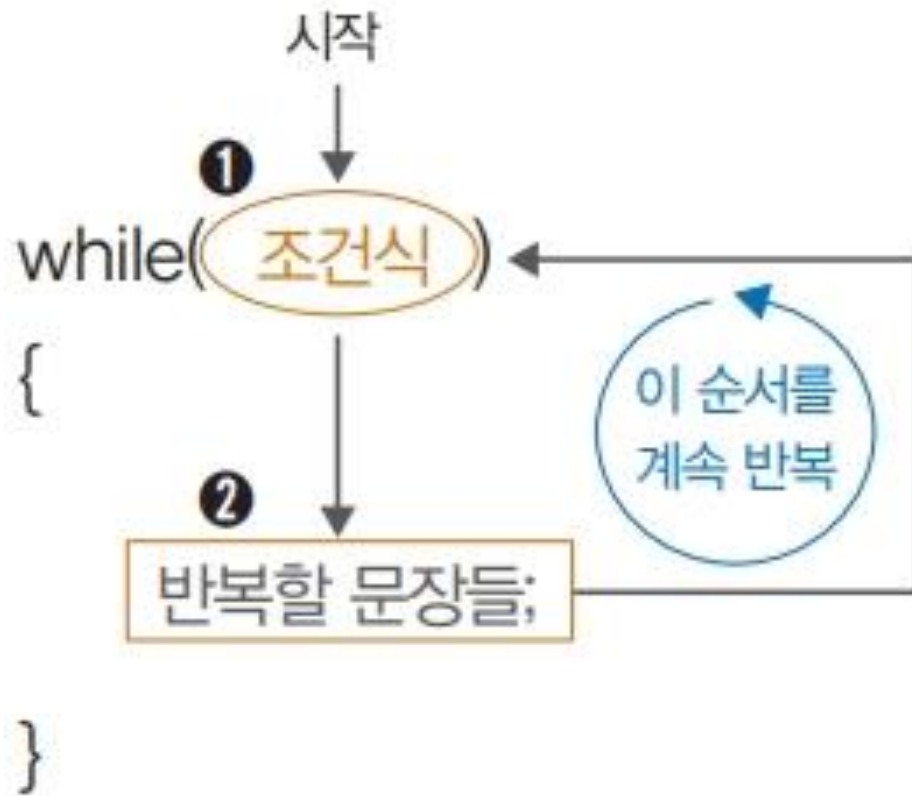 시작
❶
while( 조건식 )
{
이 순서를
계속 반복
❷
반복할 문장들;
}